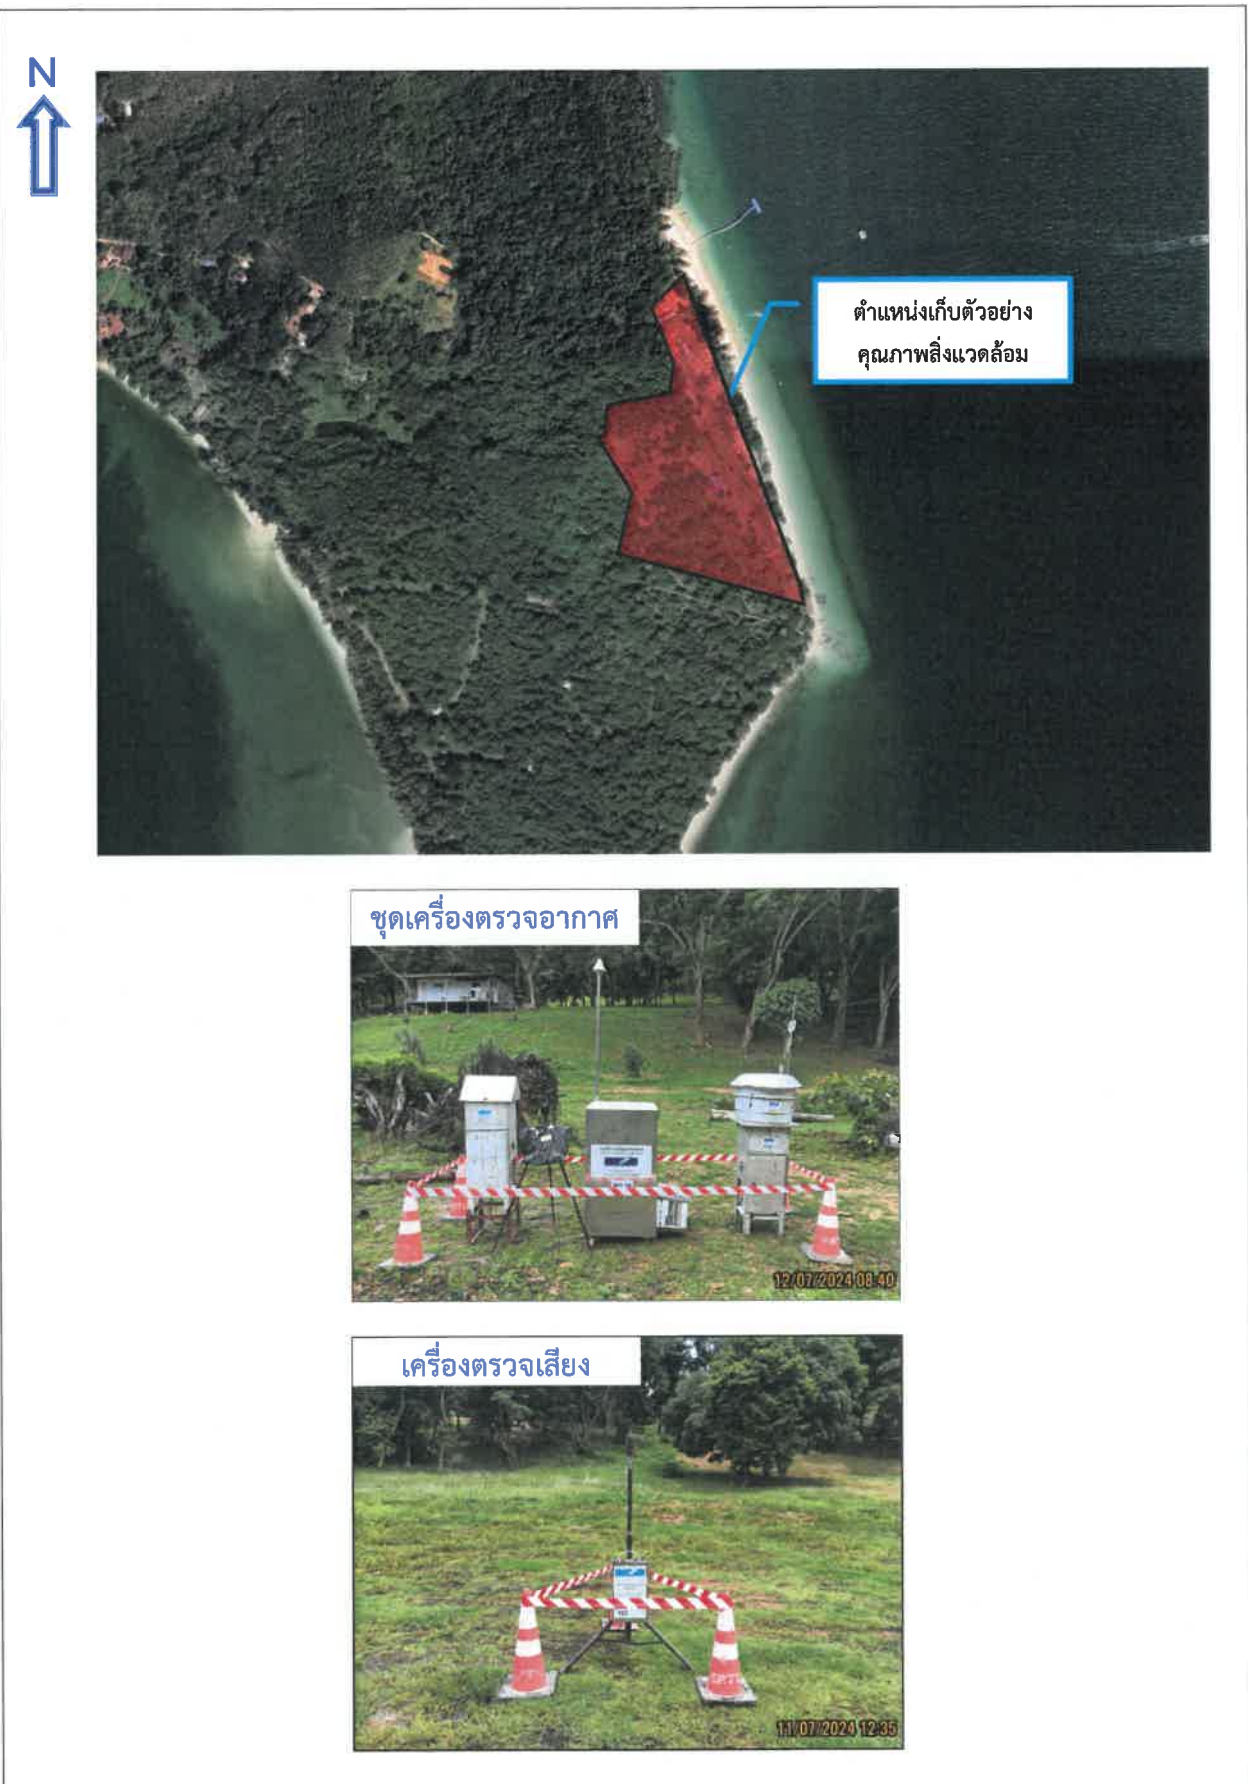 N
ตำแหน่งเก็บตัวอย่าง
คุณภาพสิ่งแวดล้อม
ชุดเครื่องตรวจอากาศ
12/07/2024 08:40
เครื่องตรวจเสียง
11/07/2024 12:35